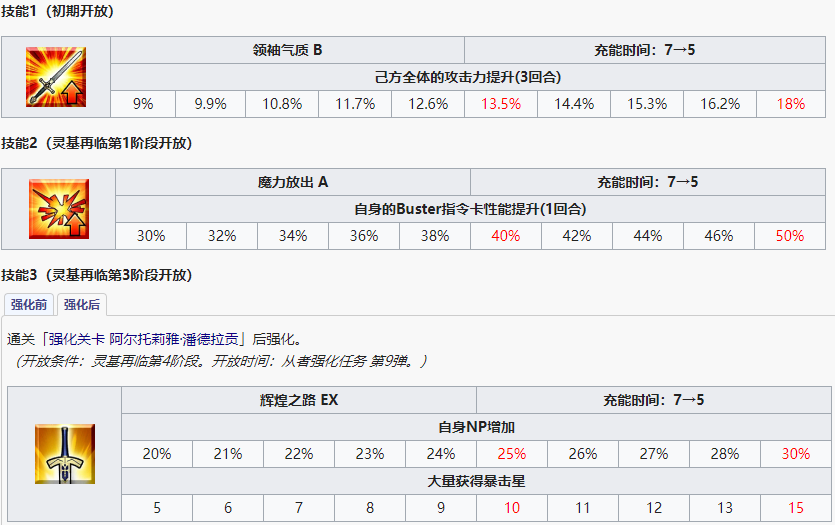 技能1（初期开放）
领袖气质 B 充能时间：7→5
己方全体的攻击力提升(3回合)
9% 9.9% 10.8% 11.7% 12.6% 13.5% 14.4% 15.3% 16.2% 18%
技能2（灵基再临第1阶段开放）
魔力放出 A 充能时间：7→5
自身的Buster指令卡性能提升(1回合)
30% 32% 34% 36% 38% 40% 42% 44% 46% 50%
技能3（灵基再临第3阶段开放）
强化前 强化后
通关「强化关卡 阿尔托莉雅·潘德拉贡」后强化。
（开放条件：灵基再临第4阶段。开放时间：从者强化任务 第9弹。）
辉煌之路 EX 充能时间：7→5
自身NP增加
20% 21% 22% 23% 24% 25% 26% 27% 28% 30%
大量获得暴击星
5 6 7 8 9 10 11 12 13 15